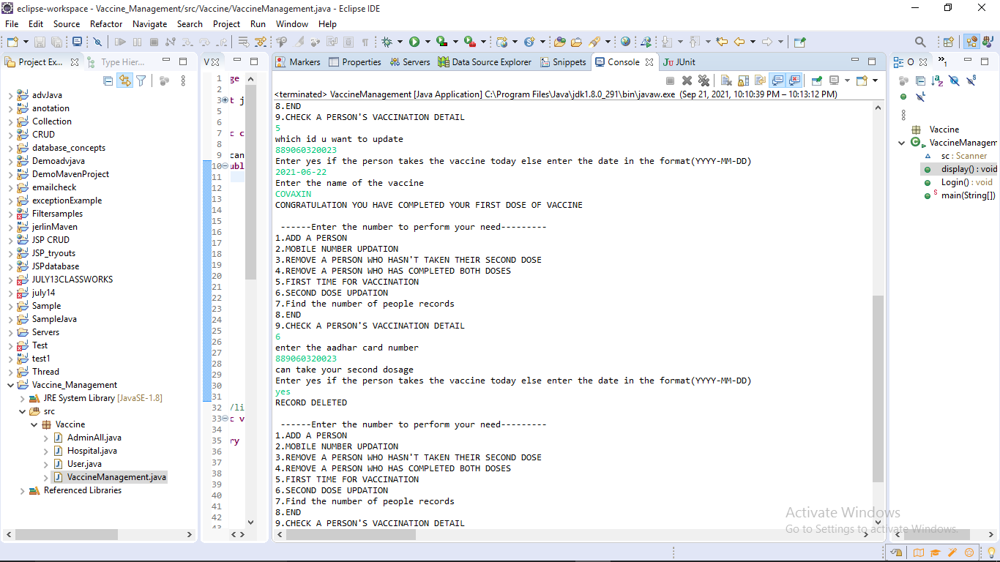 eclipse-workspace - Vaccine_Management/src/Vaccine/VaccineManagement.java - Eclipse IDE
File Edit Source Refactor Navigate Search Project Run Window Help
Project Ex... Type Hier...
advJava
anotation
Collection
CRUD
database_concepts
Demoadvjava
DemoMavenProject
emailcheck
exceptionExample
Filtersamples
jerlinMaven
JSP CRUD
JSP_tryouts
JSPdatabase
JULY13CLASSWORKS
july14
Sample
SampleJava
Servers
Test
test1
Thread
Vaccine_Management
JRE System Library [JavaSE-1.8]
src
Vaccine
AdminAll.java
Hospital.java
User.java
VaccineManagement.java
Referenced Libraries
V
1 ge
2
3 t j
5
6
7 c c
8
9 can
10 ubl
11
12
13
14
15
16
17
18
19
20
21
22
23
24
25
26
27
28
29
30
31
32 /li
33 c v
34
35 ry
36
37
38
39
40
41
42
43
Markers Properties Servers Data Source Explorer Snippets Console JUnit
<terminated> VaccineManagement [Java Application] C:\Program Files\Java\jdk1.8.0_291\bin\javaw.exe (Sep 21, 2021, 10:10:39 PM – 10:13:12 PM)
8.END
9.CHECK A PERSON'S VACCINATION DETAIL
5
which id u want to update
889060320023
Enter yes if the person takes the vaccine today else enter the date in the format(YYYY-MM-DD)
2021-06-22
Enter the name of the vaccine
COVAXIN
CONGRATULATION YOU HAVE COMPLETED YOUR FIRST DOSE OF VACCINE
------Enter the number to perform your need---------
1.ADD A PERSON
2.MOBILE NUMBER UPDATION
3.REMOVE A PERSON WHO HASN'T TAKEN THEIR SECOND DOSE
4.REMOVE A PERSON WHO HAS COMPLETED BOTH DOSES
5.FIRST TIME FOR VACCINATION
6.SECOND DOSE UPDATION
7.Find the number of people records
8.END
9.CHECK A PERSON'S VACCINATION DETAIL
6
enter the aadhar card number
889060320023
can take your second dosage
Enter yes if the person takes the vaccine today else enter the date in the format(YYYY-MM-DD)
yes
RECORD DELETED
------Enter the number to perform your need---------
1.ADD A PERSON
2.MOBILE NUMBER UPDATION
3.REMOVE A PERSON WHO HASN'T TAKEN THEIR SECOND DOSE
4.REMOVE A PERSON WHO HAS COMPLETED BOTH DOSES
5.FIRST TIME FOR VACCINATION
6.SECOND DOSE UPDATION
7.Find the number of people records
8.END
9.CHECK A PERSON'S VACCINATION DETAIL
O
»1
Vaccine
VaccineManagem
sc : Scanner
display() : void
Login() : void
main(String[])
Activate Windows
Go to Settings to activate Windows.